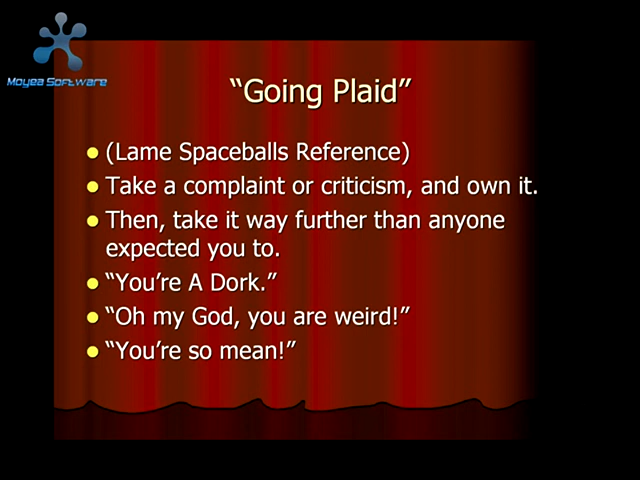 Moyea Software
“Going Plaid”
(Lame Spaceballs Reference)
Take a complaint or criticism, and own it.
Then, take it way further than anyone
expected you to.
“You’re A Dork.”
“Oh my God, you are weird!”
“You’re so mean!”